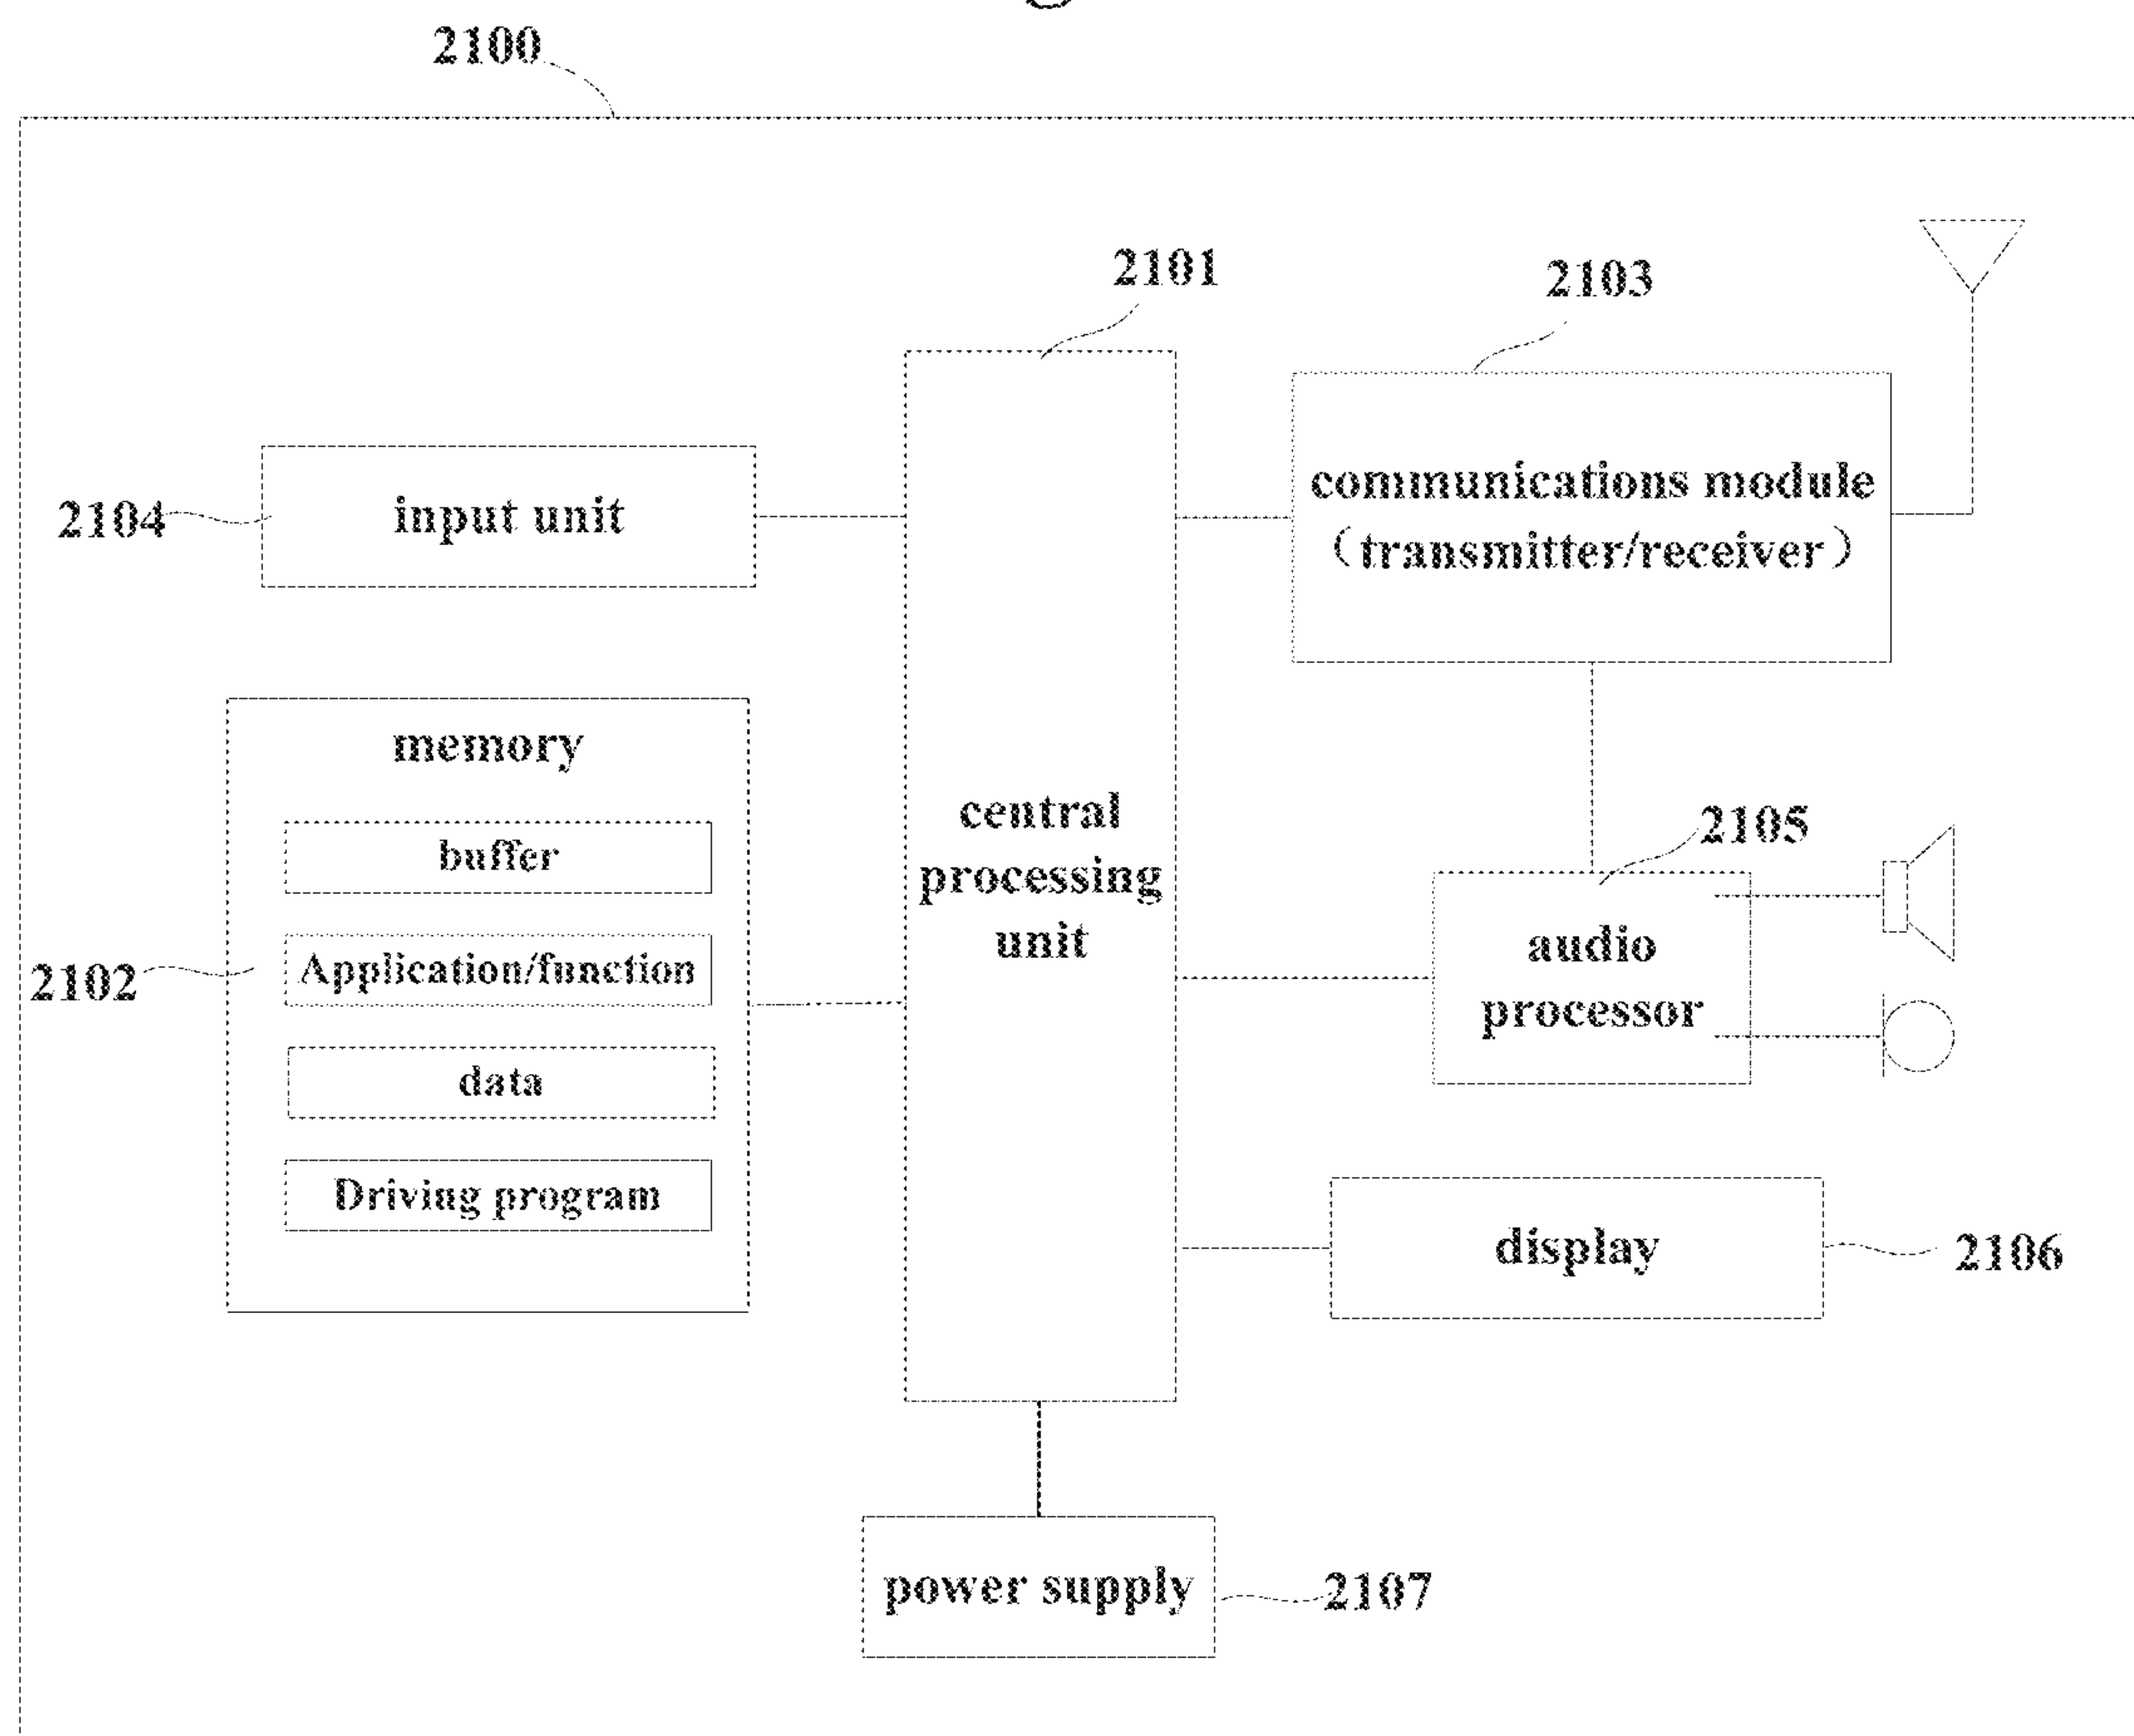 2100
2101
2103
2104
input unit
communications module
（transmitter/receiver）
memory
buffer
Application/function
data
Driving program
2102
central
processing
unit
2105
audio
processor
display
2106
power supply
2107